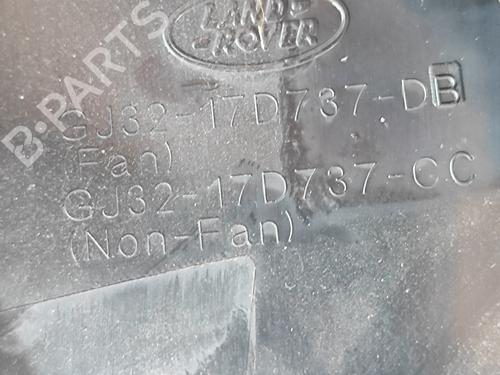 LAND-
-ROVER
B-PARTS
GJ32-17D737-DB
(Fan)
GJ32-17D737-CC
(Non-Fan)